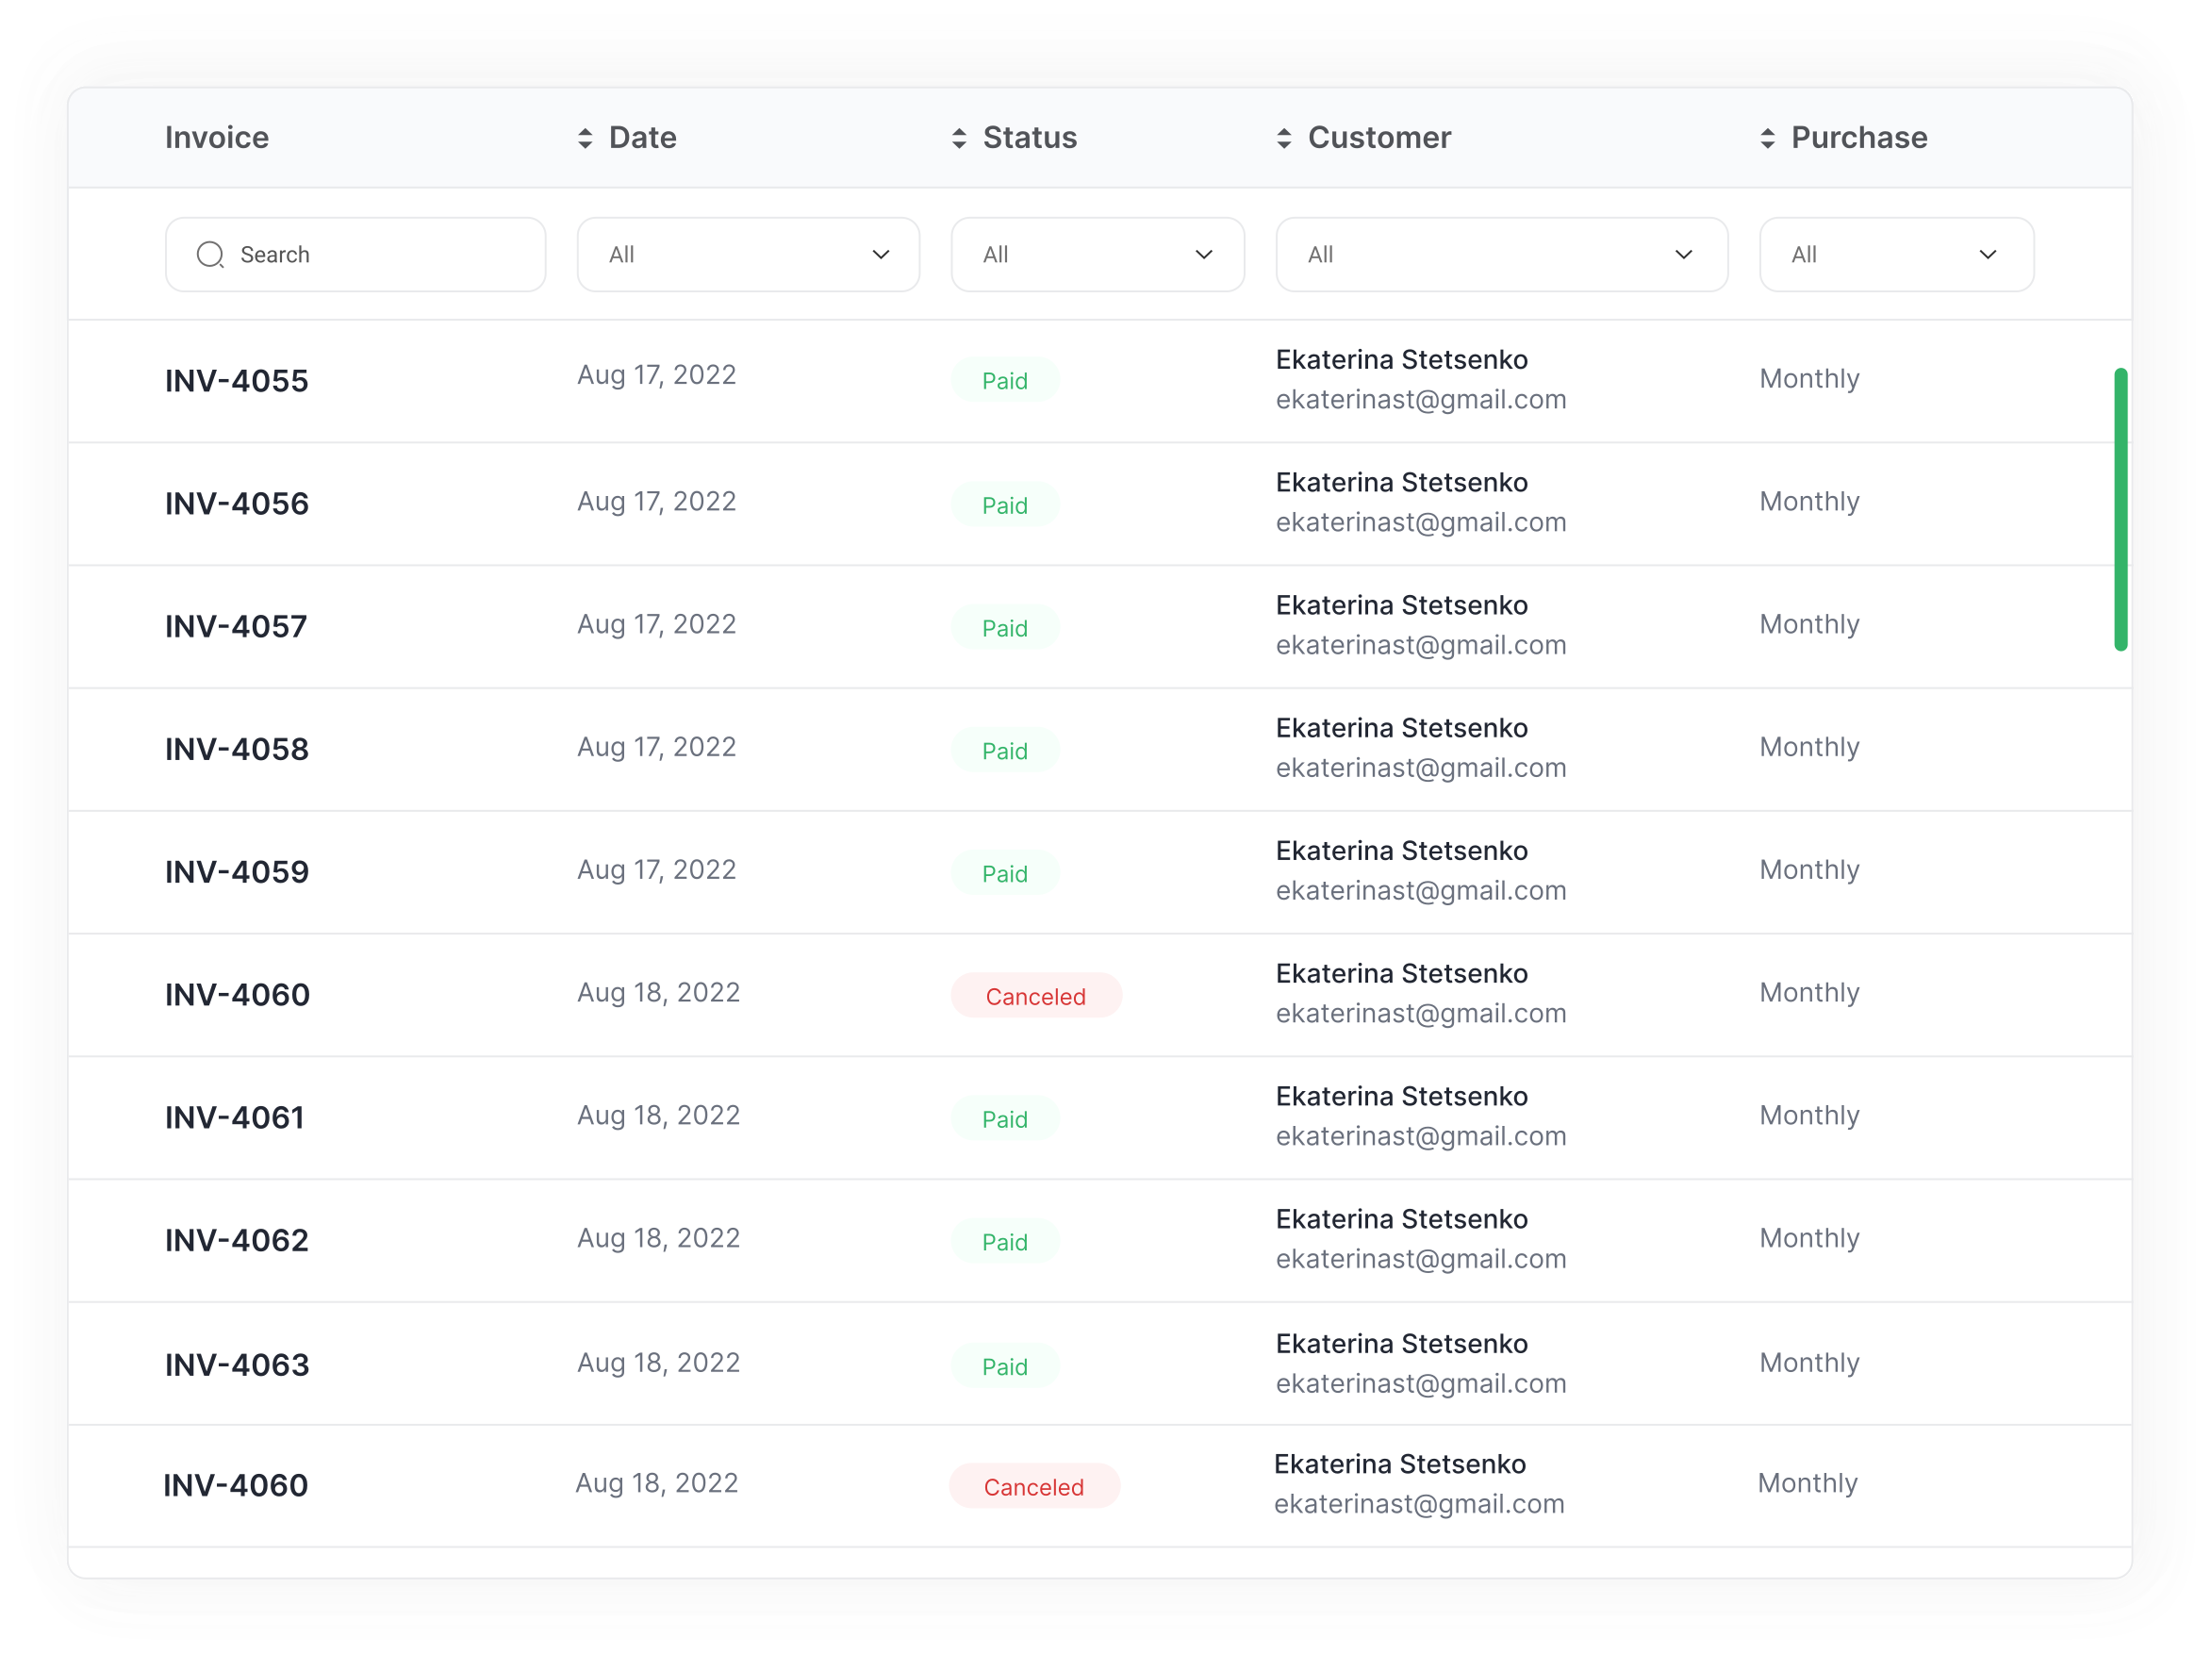 Invoice Date Status Customer Purchase
Search All All All All
INV-4055 Aug 17, 2022 Paid Ekaterina Stetsenko Monthly
ekaterinast@gmail.com
INV-4056 Aug 17, 2022 Paid Ekaterina Stetsenko Monthly
ekaterinast@gmail.com
INV-4057 Aug 17, 2022 Paid Ekaterina Stetsenko Monthly
ekaterinast@gmail.com
INV-4058 Aug 17, 2022 Paid Ekaterina Stetsenko Monthly
ekaterinast@gmail.com
INV-4059 Aug 17, 2022 Paid Ekaterina Stetsenko Monthly
ekaterinast@gmail.com
INV-4060 Aug 18, 2022 Canceled Ekaterina Stetsenko Monthly
ekaterinast@gmail.com
INV-4061 Aug 18, 2022 Paid Ekaterina Stetsenko Monthly
ekaterinast@gmail.com
INV-4062 Aug 18, 2022 Paid Ekaterina Stetsenko Monthly
ekaterinast@gmail.com
INV-4063 Aug 18, 2022 Paid Ekaterina Stetsenko Monthly
ekaterinast@gmail.com
INV-4060 Aug 18, 2022 Canceled Ekaterina Stetsenko Monthly
ekaterinast@gmail.com